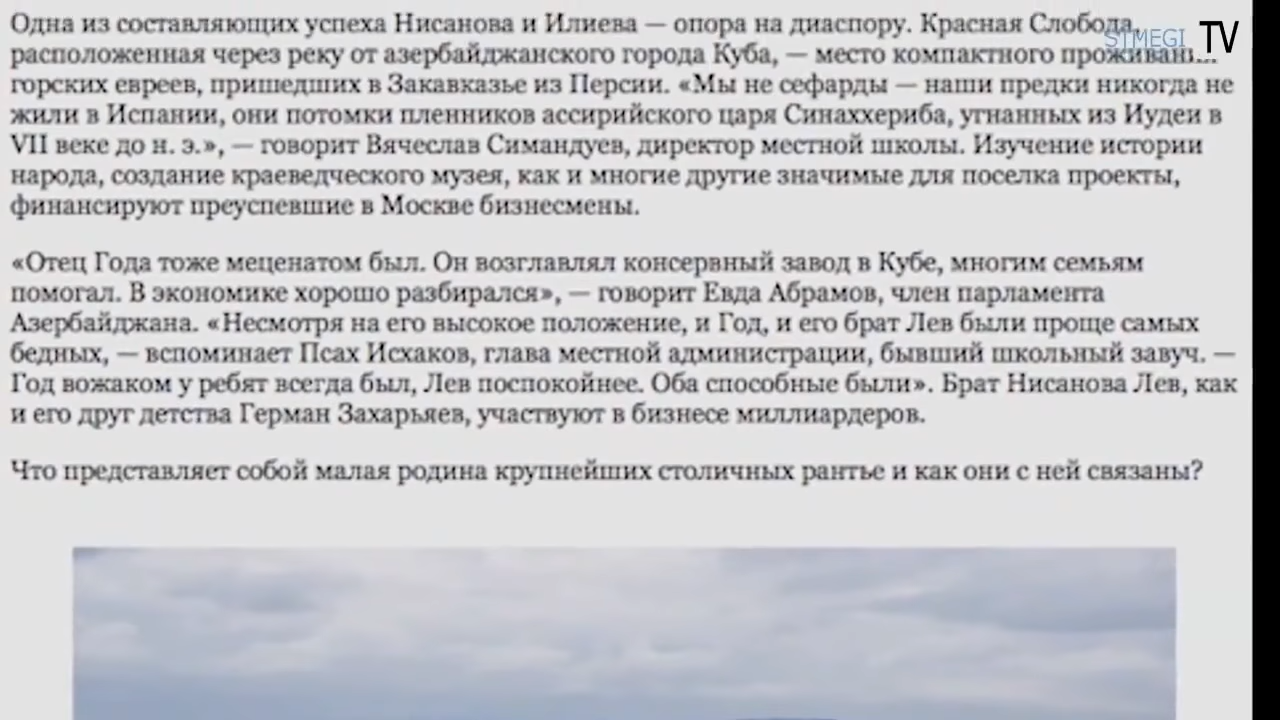 Одна из составляющих успеха Нисанова и Илиева — опора на диаспору. Красная Слобода,
STMEGI TV
расположенная через реку от азербайджанского города Куба, — место компактного
горских евреев, пришедших в Закавказье из Персии. «Мы не сефарды — наши предки никогда не
жили в Испании, они потомки пленников ассирийского царя Синаххериба, угнанных из Иудеи в
VII веке до н. э.», — говорит Вячеслав Симандуев, директор местной школы. Изучение истории
народа, создание краеведческого музея, как и многие другие значимые для поселка проекты,
финансируют преуспевшие в Москве бизнесмены.
«Отец Года тоже меценатом был. Он возглавлял консервный завод в Кубе, многим семьям
помогал. В экономике хорошо разбирался», — говорит Евда Абрамов, член парламента
Азербайджана. «Несмотря на его высокое положение, и Год, и его брат Лев были проще самых
бедных, — вспоминает Псах Исхаков, глава местной администрации, бывший школьный завуч. —
Год вожаком у ребят всегда был, Лев поспокойнее. Оба способные были». Брат Нисанова Лев, как
и его друг детства Герман Захарьяев, участвуют в бизнесе миллиардеров.
Что представляет собой малая родина крупнейших столичных рантье и как они с ней связаны?